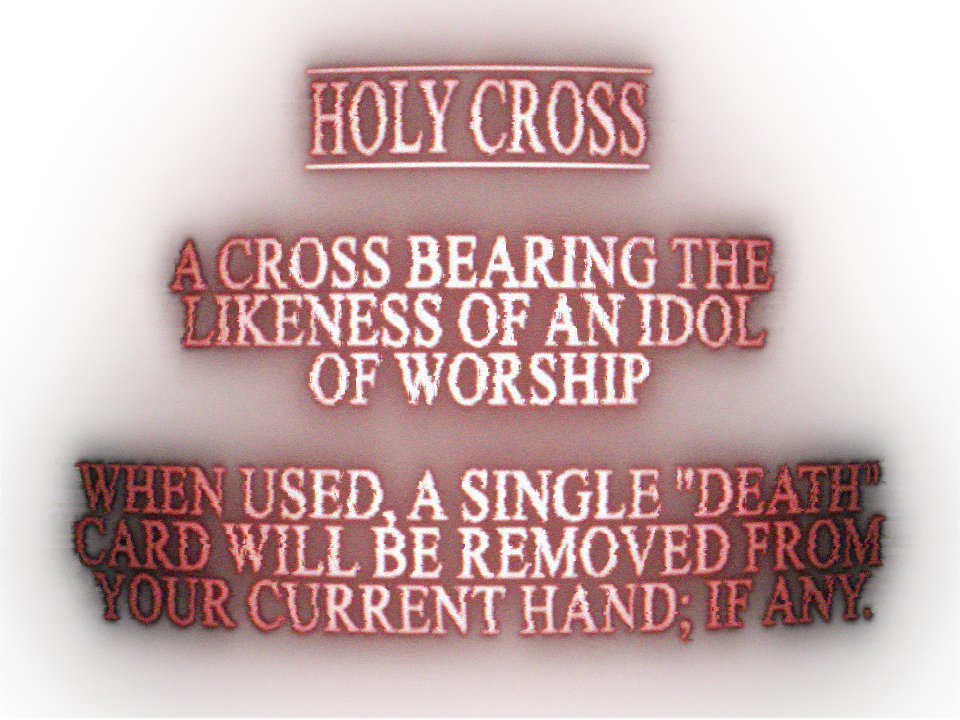 HOLY CROSS
A CROSS BEARING THE
LIKENESS OF AN IDOL
OF WORSHIP
WHEN USED, A SINGLE "DEATH"
CARD WILL BE REMOVED FROM
YOUR CURRENT HAND; IF ANY.